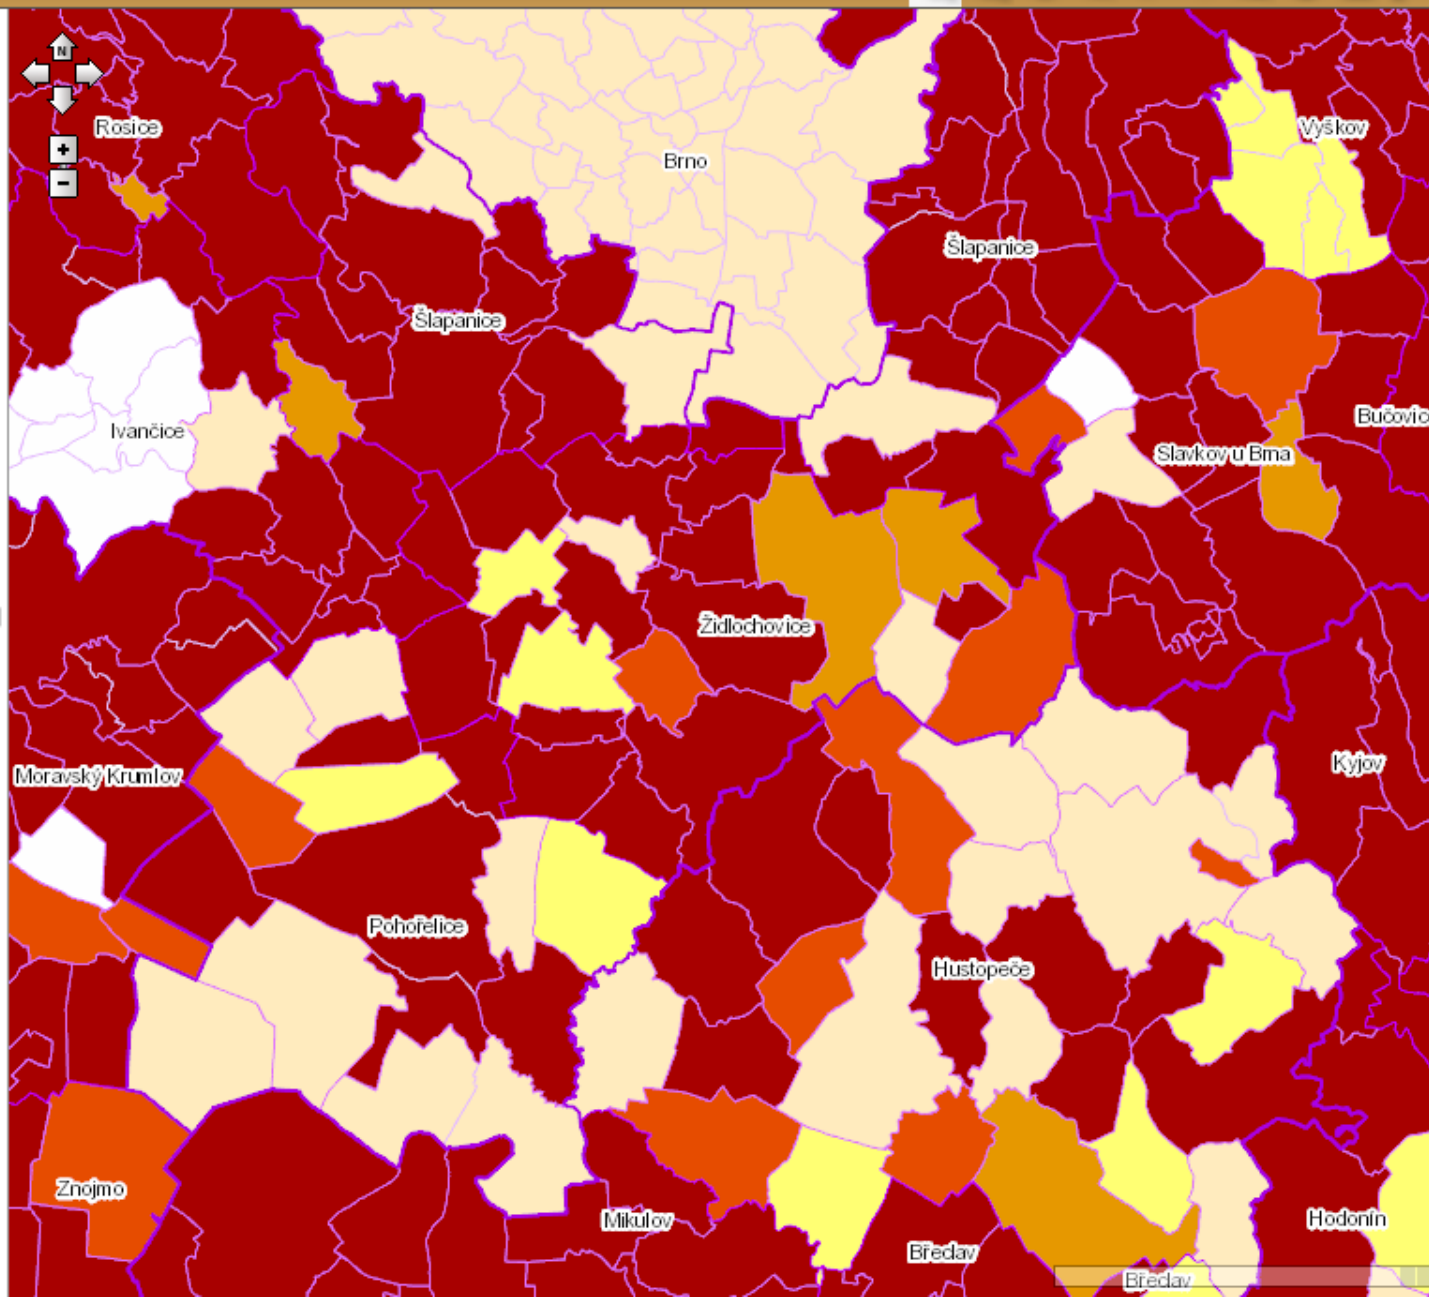 N
Rosice
Vyškov
Brno
Šlapanice
Šlapanice
Bučovic
Ivančice
Slavkov u Brna
Židlochovice
Kyjov
Moravský Krumlov
Pohořelice
Hustopeče
Znojmo
Mikulov
Hodonín
Břeclav
Břeclav